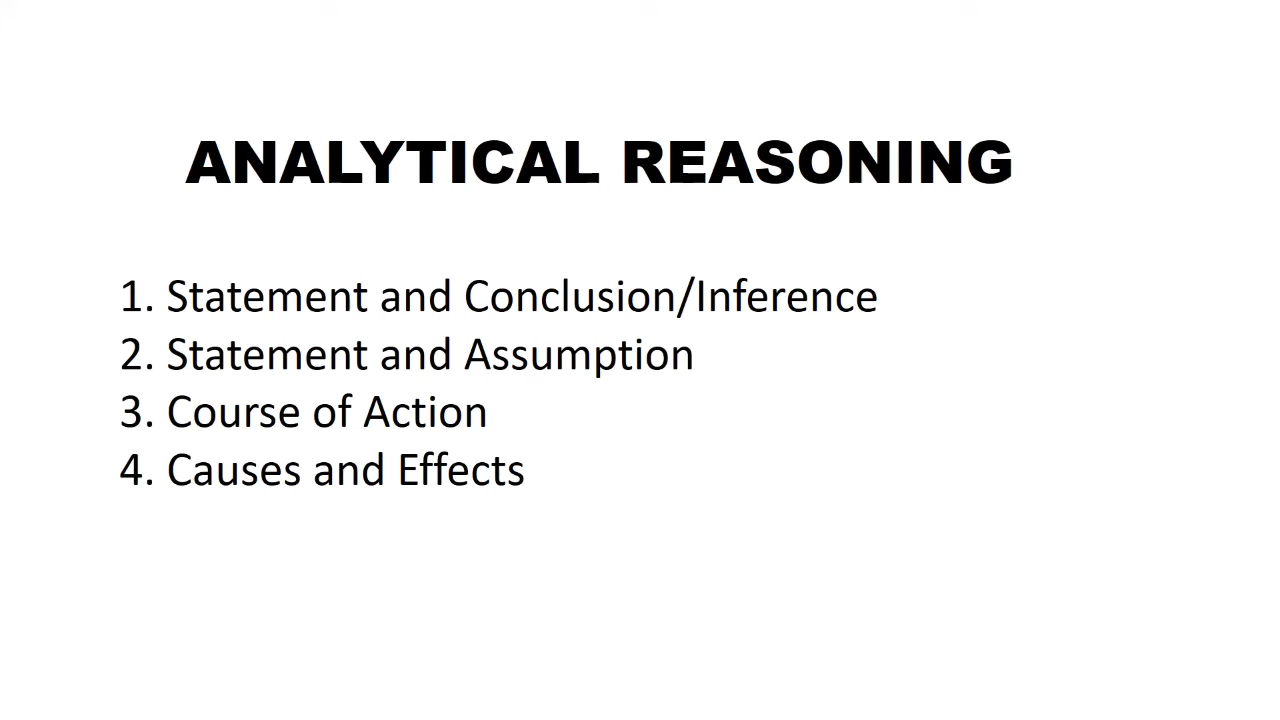 ANALYTICAL REASONING
1. Statement and Conclusion/Inference
2. Statement and Assumption
3. Course of Action
4. Causes and Effects